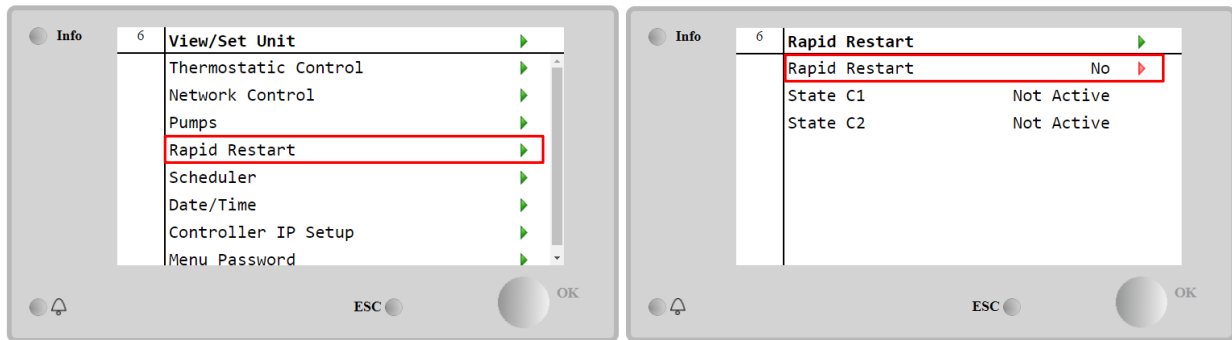 Info
6 View/Set Unit
Thermostatic Control
Network Control
Pumps
Rapid Restart
Scheduler
Date/Time
Controller IP Setup
Menu Password
ESC
OK
Info
6 Rapid Restart
Rapid Restart No
State C1 Not Active
State C2 Not Active
ESC
OK